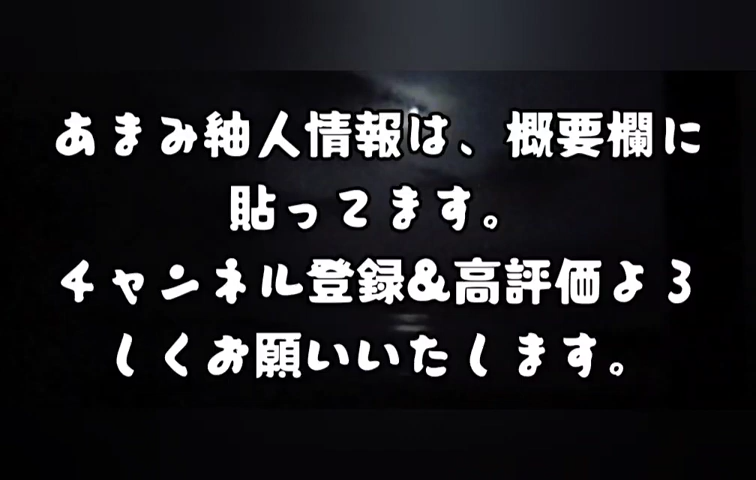 あまみ紬人情報は、概要欄に
貼ってます。
チャンネル登録&高評価よろ
しくお願いいたします。